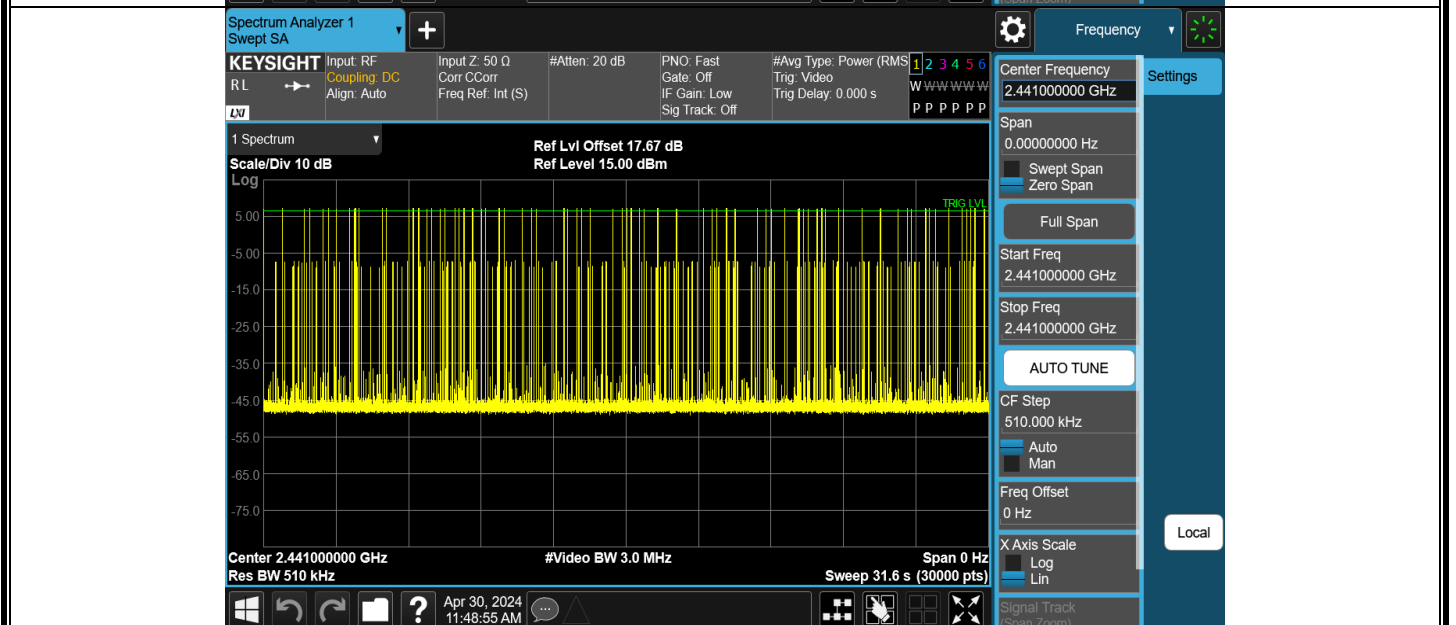 (Span Zoom)
Spectrum Analyzer 1
Swept SA
+
Frequency
KEYSIGHT
RL
LXI
Input: RF
Coupling: DC
Align: Auto
Input Z: 50 Ω
Corr CCorr
Freq Ref: Int (S)
#Atten: 20 dB
PNO: Fast
Gate: Off
IF Gain: Low
Sig Track: Off
#Avg Type: Power (RMS
Trig: Video
Trig Delay: 0.000 s
1 2 3 4 5 6
W W W W W W
P P P P P P
1 Spectrum
Scale/Div 10 dB
Log
Ref Lvl Offset 17.67 dB
Ref Level 15.00 dBm
TRIG LVL
5.00
-5.00
-15.0
-25.0
-35.0
-45.0
-55.0
-65.0
-75.0
Center 2.441000000 GHz
Res BW 510 kHz
#Video BW 3.0 MHz
Span 0 Hz
Sweep 31.6 s (30000 pts)
?
Apr 30, 2024
11:48:55 AM
Center Frequency
2.441000000 GHz
Span
0.00000000 Hz
Swept Span
Zero Span
Full Span
Start Freq
2.441000000 GHz
Stop Freq
2.441000000 GHz
AUTO TUNE
CF Step
510.000 kHz
Auto
Man
Freq Offset
0 Hz
X Axis Scale
Log
Lin
Signal Track
(Span Zoom)
Settings
Local